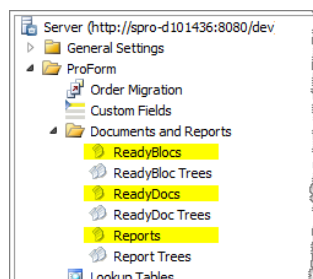 Server (http://spro-d101436:8080/dev
General Settings
ProForm
Order Migration
Custom Fields
Documents and Reports
ReadyBlocs
ReadyBloc Trees
ReadyDocs
ReadyDoc Trees
Reports
Report Trees
Lookup Tables